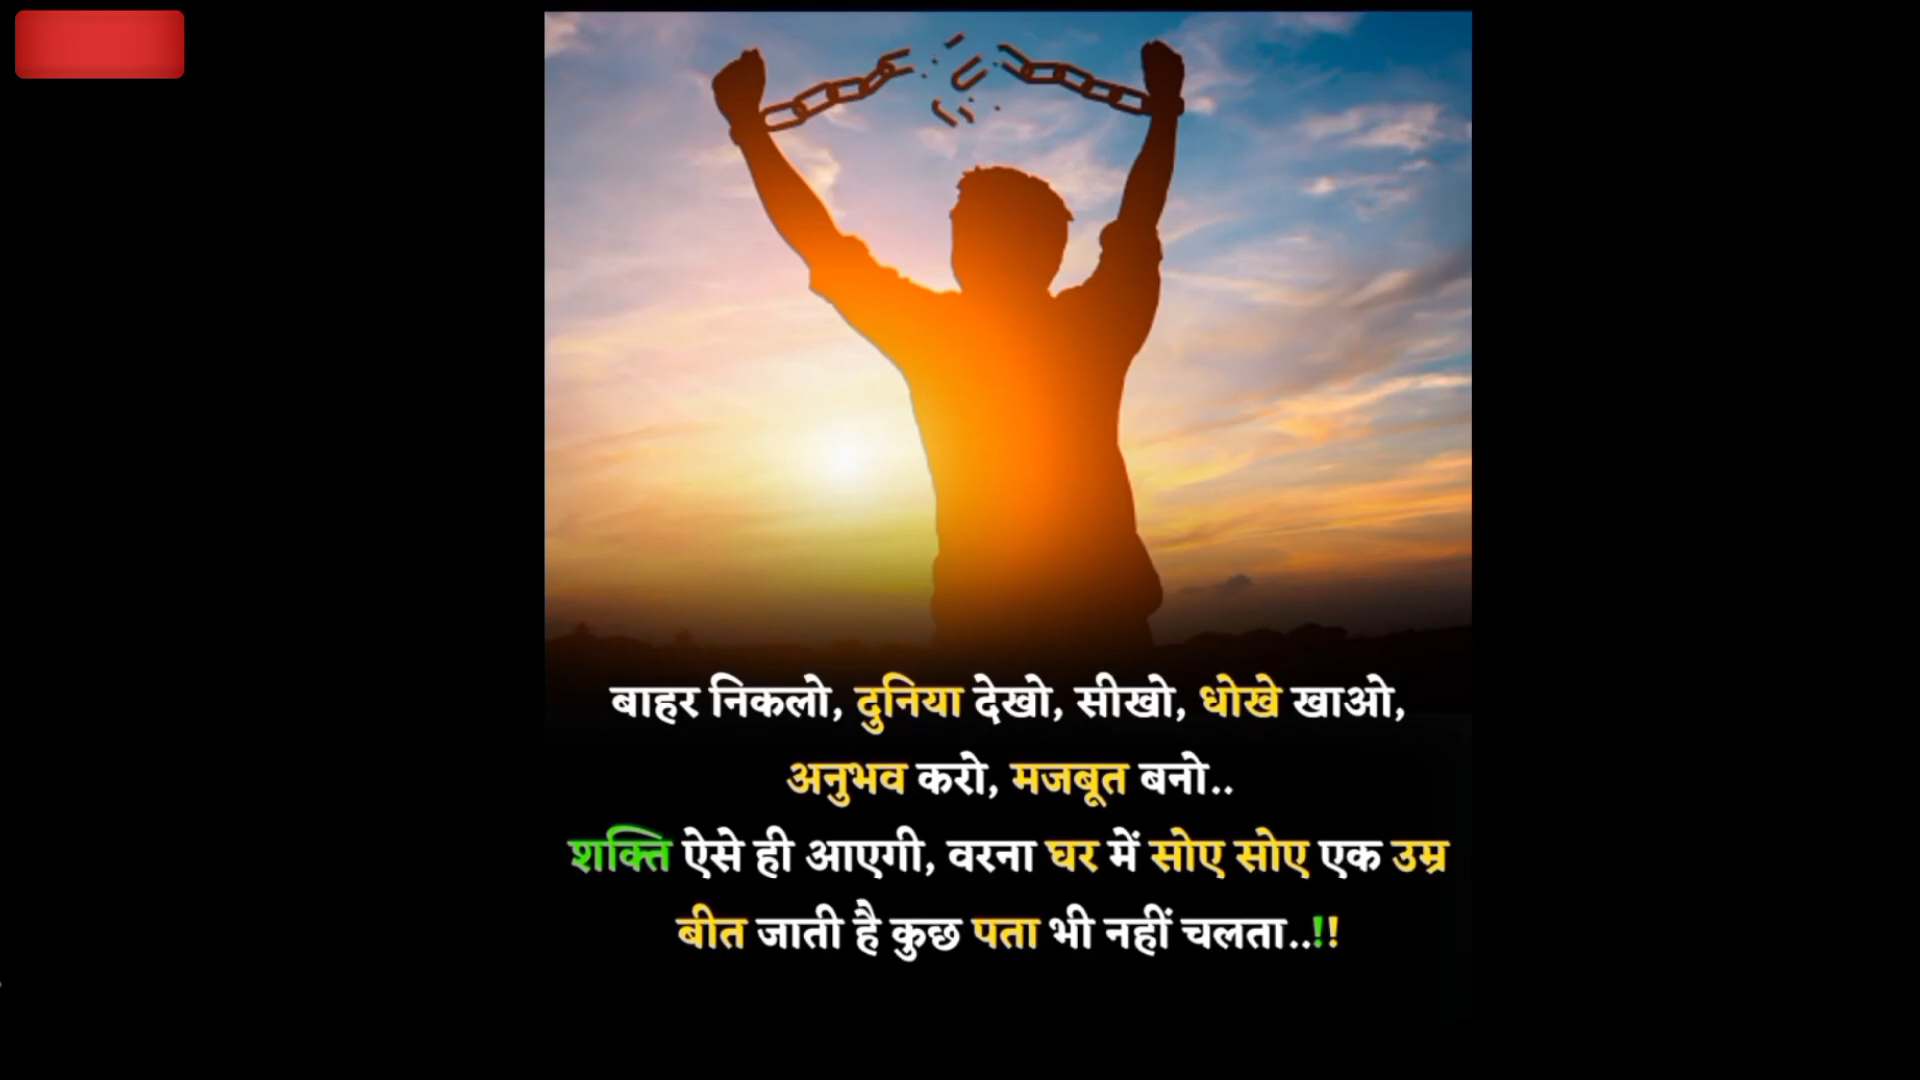 बाहर निकलो, दुनिया देखो, सीखो, धोखे खाओ,
अनुभव करो, मजबूत बनो..
शक्ति ऐसे ही आएगी, वरना घर में सोए सोए एक उम्र
बीत जाती है कुछ पता भी नहीं चलता..!!